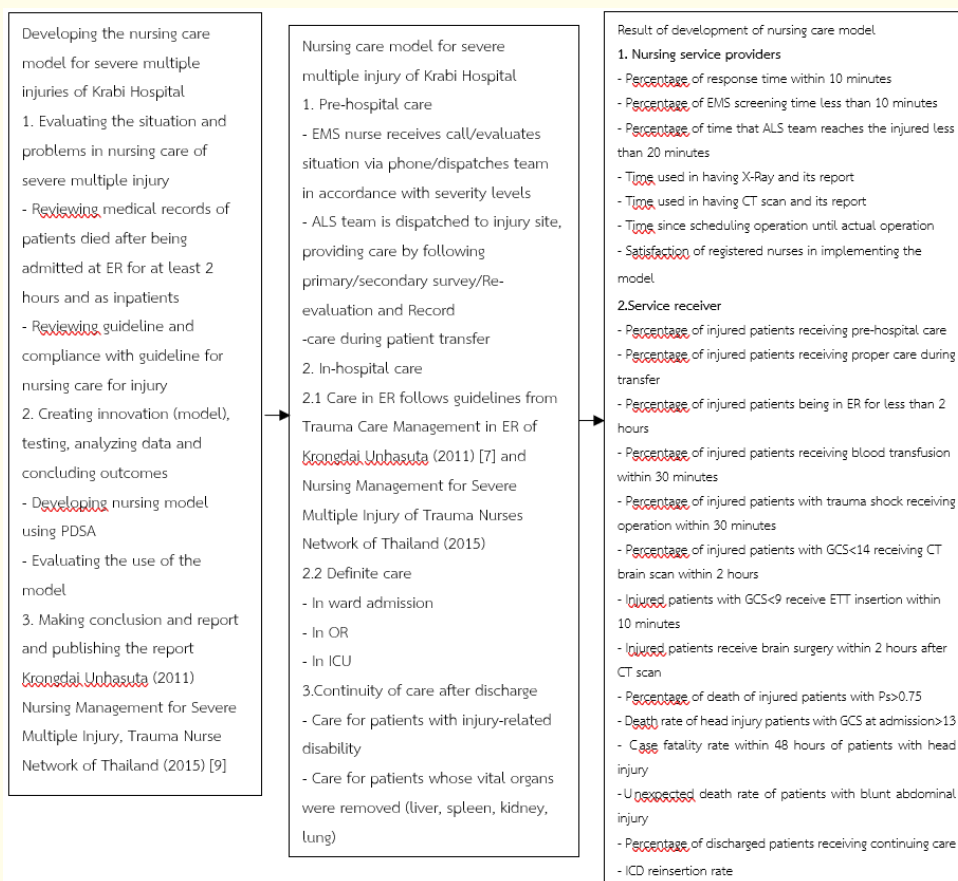 Developing the nursing care
model for severe multiple
injuries of Krabi Hospital
1. Evaluating the situation and
problems in nursing care of
severe multiple injury
- Reviewing medical records of
patients died after being
admitted at ER for at least 2
hours and as inpatients
- Reviewing guideline and
compliance with guideline for
nursing care for injury
2. Creating innovation (model),
testing, analyzing data and
concluding outcomes
- Developing nursing model
using PDSA
- Evaluating the use of the
model
3. Making conclusion and report
and publishing the report
Krongdai Unhasuta (2011)
Nursing Management for Severe
Multiple Injury, Trauma Nurse
Network of Thailand (2015) [9]
Nursing care model for severe
multiple injury of Krabi Hospital
1. Pre-hospital care
- EMS nurse receives call/evaluates
situation via phone/dispatches team
in accordance with severity levels
- ALS team is dispatched to injury site,
providing care by following
primary/secondary survey/Re-
evaluation and Record
-care during patient transfer
2. In-hospital care
2.1 Care in ER follows guidelines from
Trauma Care Management in ER of
Krongdai Unhasuta (2011) [7] and
Nursing Management for Severe
Multiple Injury of Trauma Nurses
Network of Thailand (2015)
2.2 Definite care
- In ward admission
- In OR
- In ICU
3.Continuity of care after discharge
- Care for patients with injury-related
disability
- Care for patients whose vital organs
were removed (liver, spleen, kidney,
lung)
Result of development of nursing care model
1. Nursing service providers
- Percentage of response time within 10 minutes
- Percentage of EMS screening time less than 10 minutes
- Percentage of time that ALS team reaches the injured less
than 20 minutes
- Time used in having X-Ray and its report
- Time used in having CT scan and its report
- Time since scheduling operation until actual operation
- Satisfaction of registered nurses in implementing the
model
2.Service receiver
- Percentage of injured patients receiving pre-hospital care
- Percentage of injured patients receiving proper care during
transfer
- Percentage of injured patients being in ER for less than 2
hours
- Percentage of injured patients receiving blood transfusion
within 30 minutes
- Percentage of injured patients with trauma shock receiving
operation within 30 minutes
- Percentage of injured patients with GCS<14 receiving CT
brain scan within 2 hours
- Injured patients with GCS<9 receive ETT insertion within
10 minutes
- Injured patients receive brain surgery within 2 hours after
CT scan
- Percentage of death of injured patients with Ps>0.75
- Death rate of head injury patients with GCS at admission>13
- Case fatality rate within 48 hours of patients with head
injury
- Unexpected death rate of patients with blunt abdominal
injury
- Percentage of discharged patients receiving continuing care
- ICD reinsertion rate